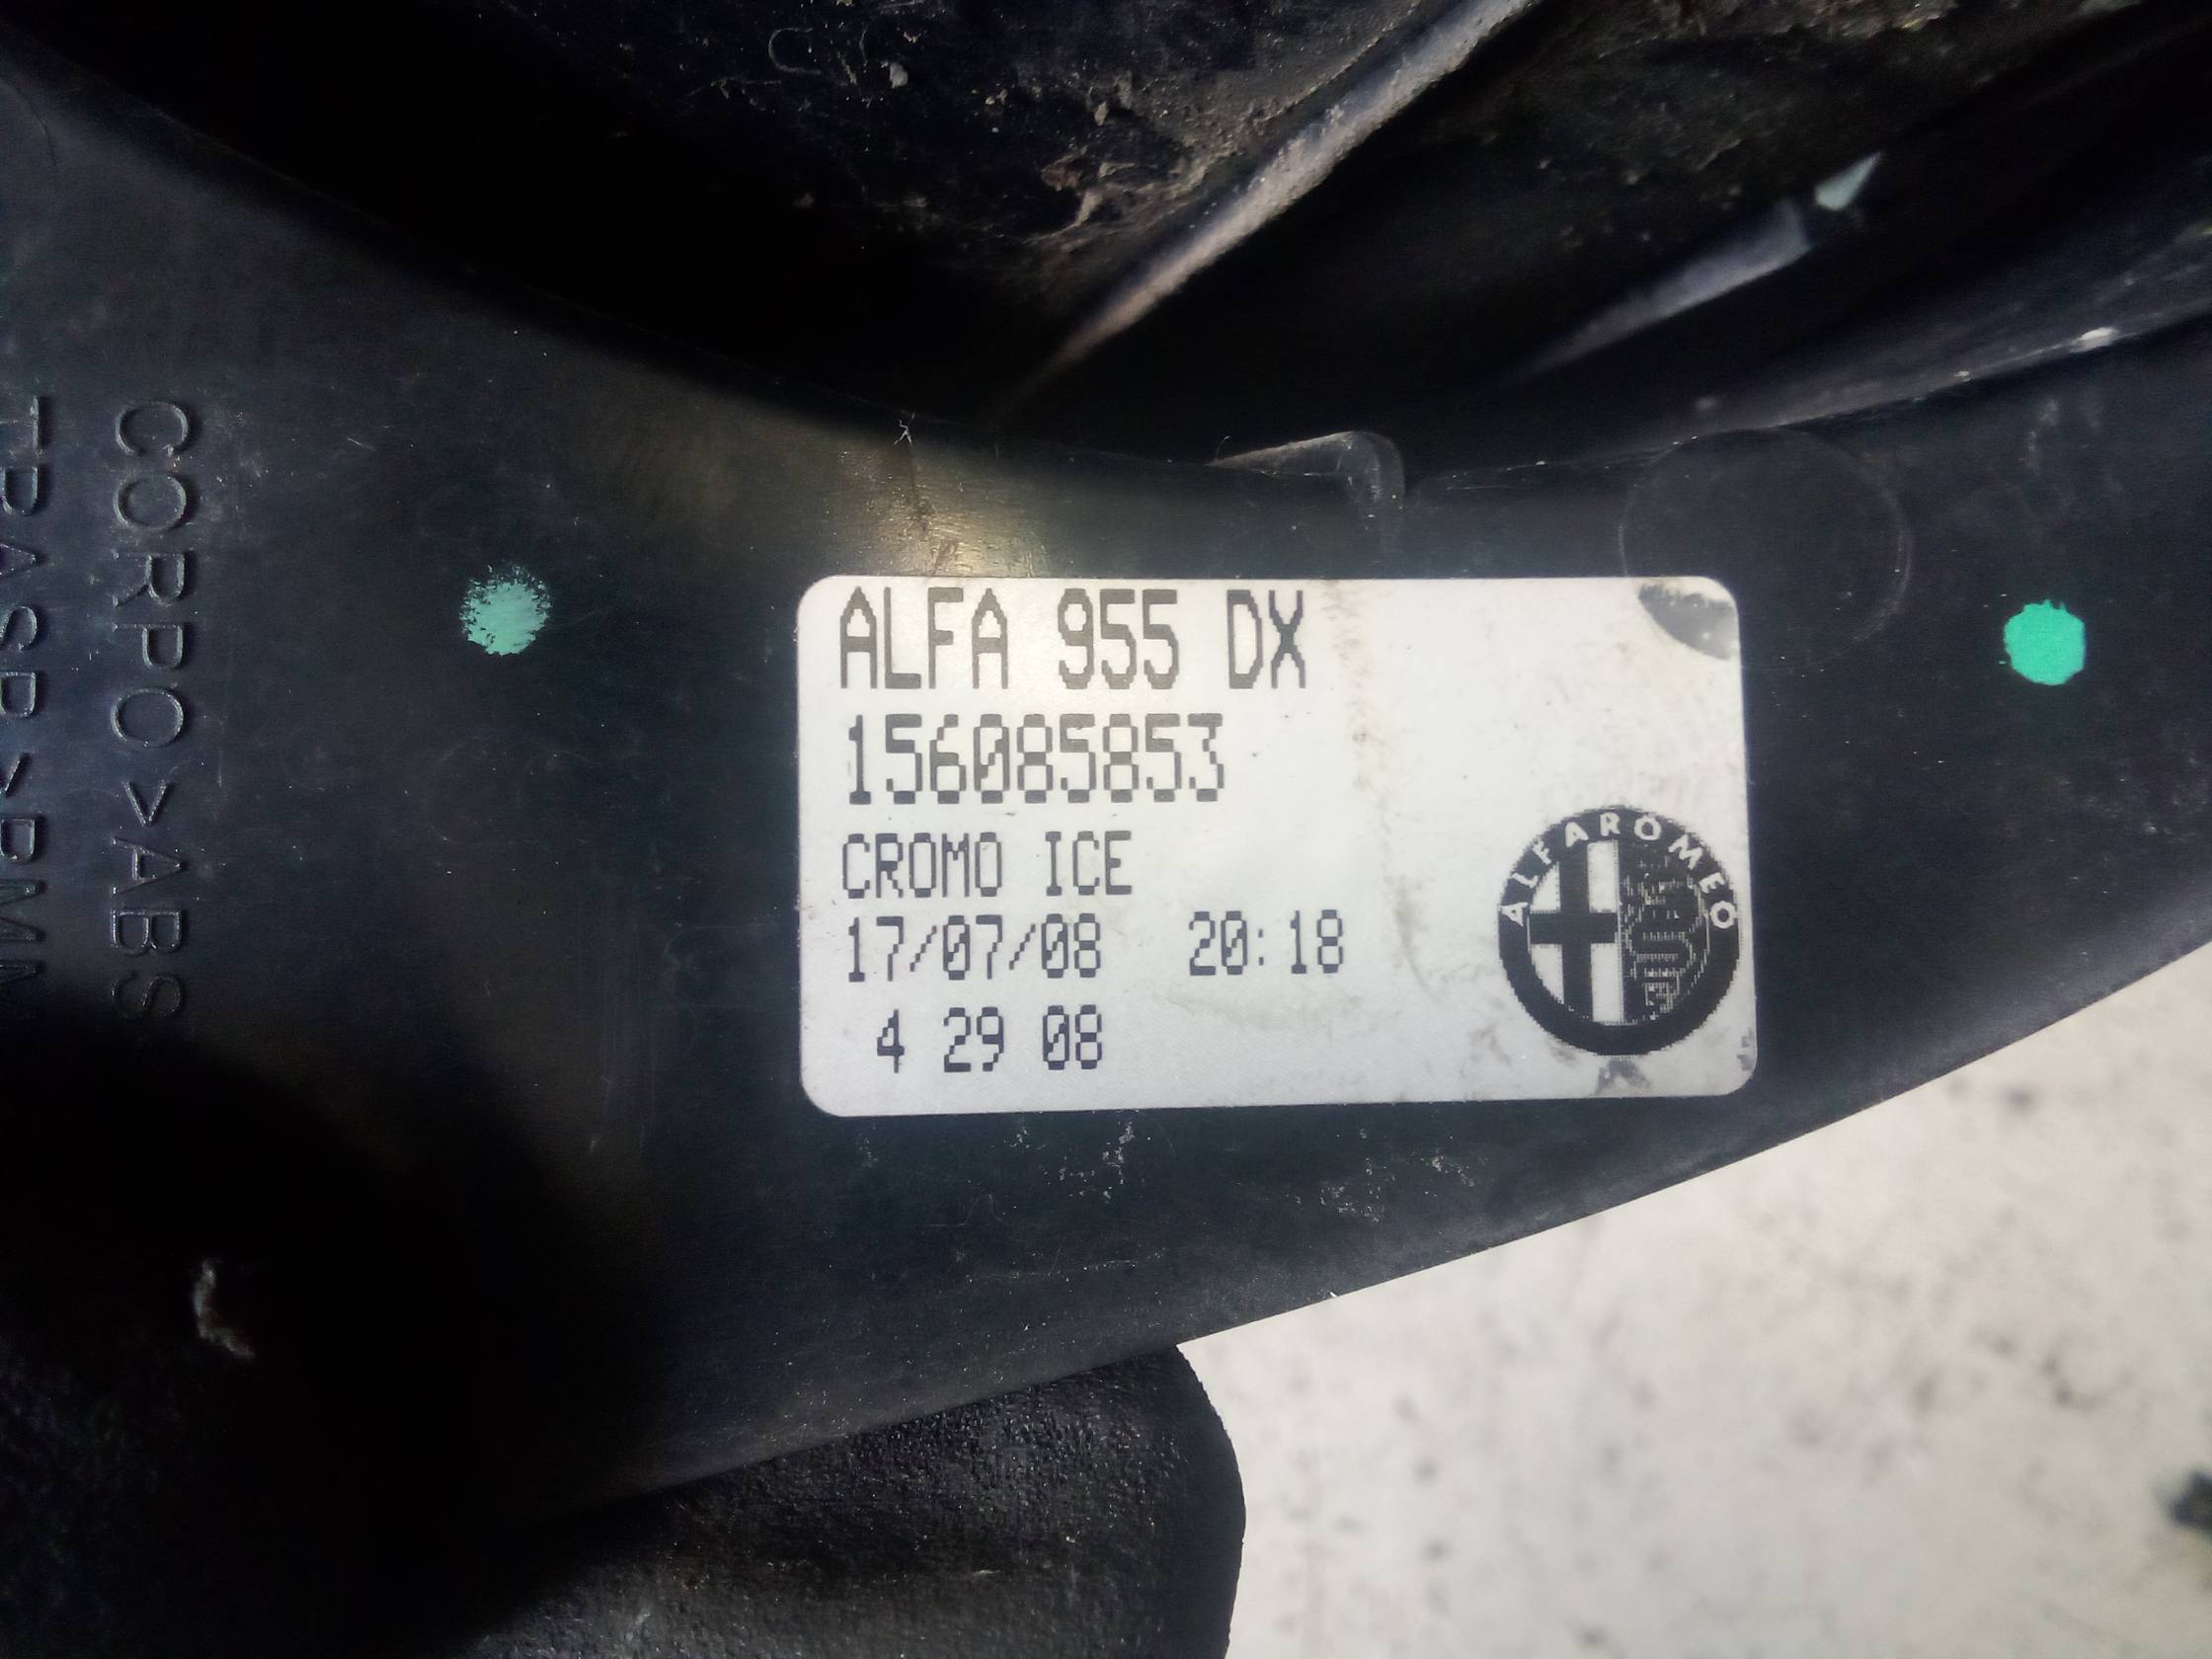 ALFA 955 DX
156085853
CROMO ICE
17/07/08 20:18
4 29 08
ALFA ROMEO
CORPO >ABS